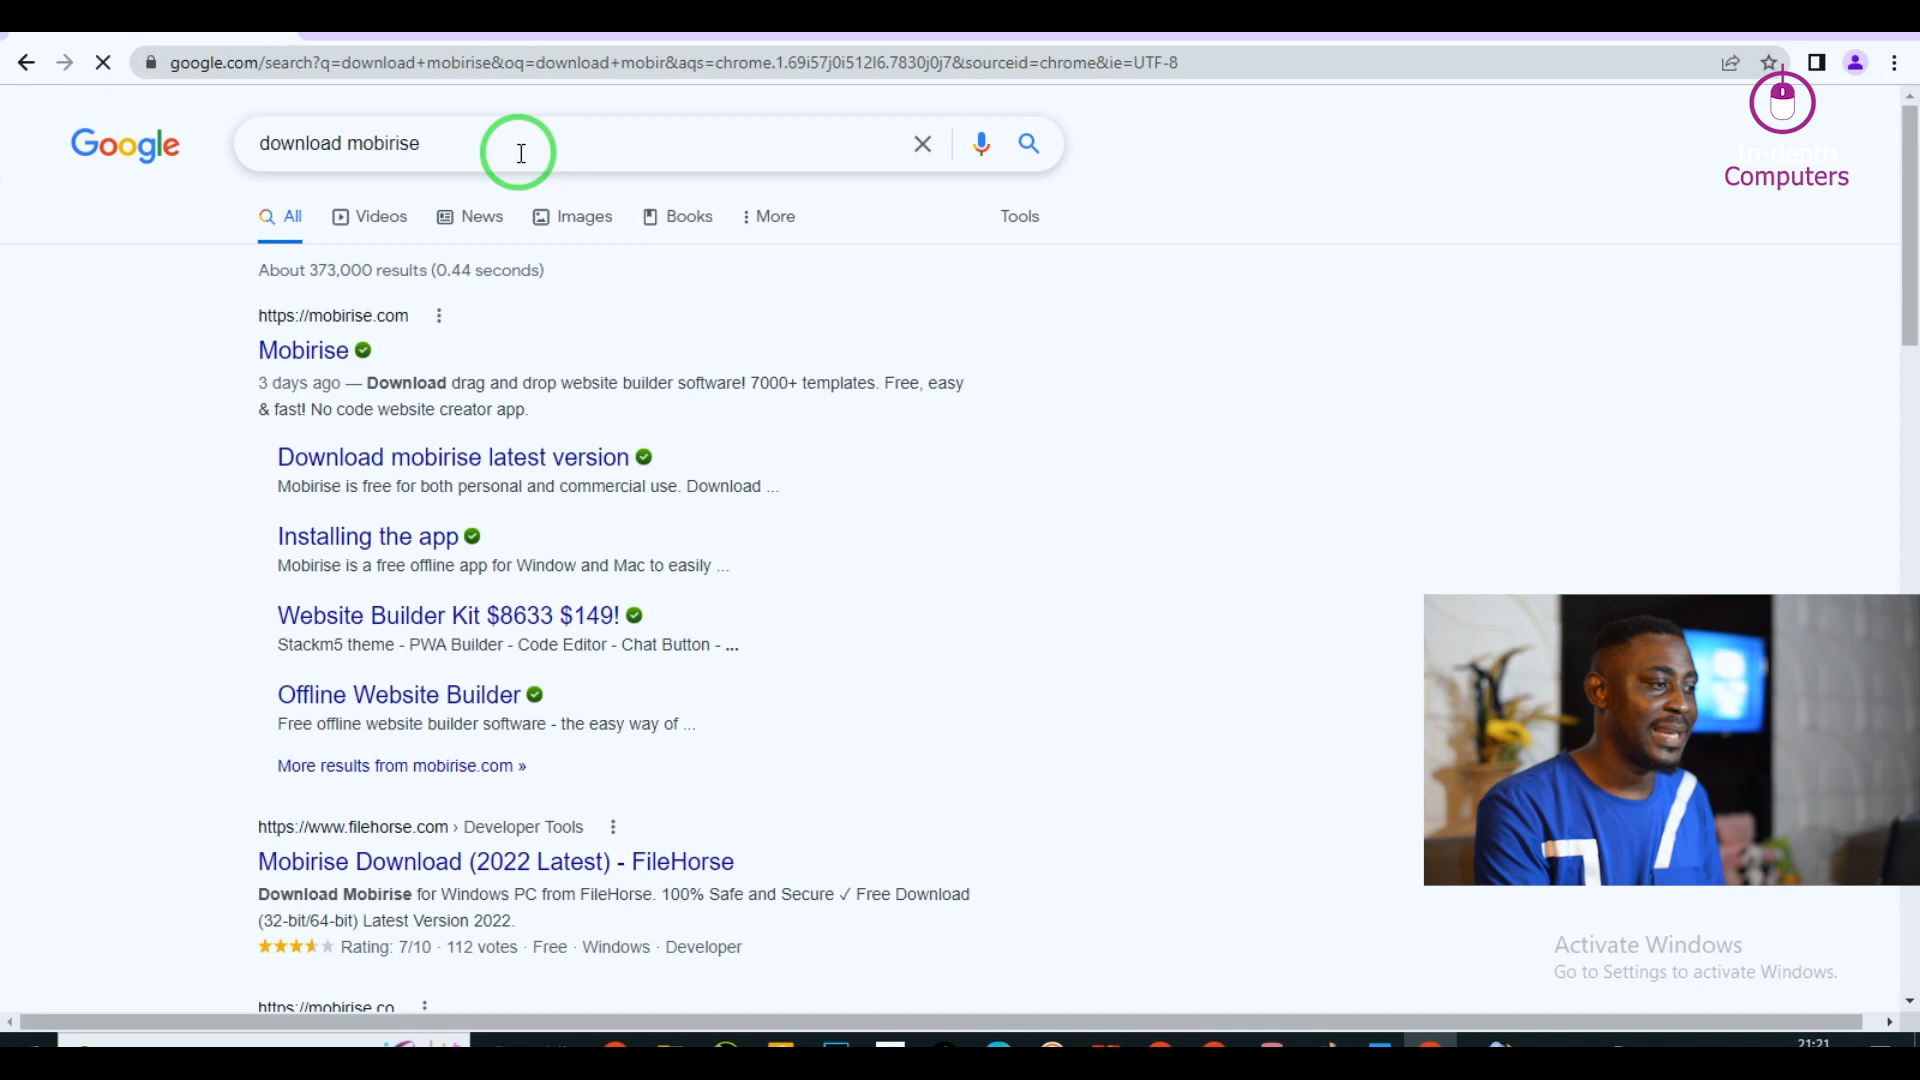 google.com/search?q=download+mobirise&oq=download+mobir&aqs=chrome.1.69i57j0i512l6.7830j0j7&sourceid=chrome&ie=UTF-8
Google
download mobirise
In-depth
Computers
All
Videos
News
Images
Books
More
Tools
About 373,000 results (0.44 seconds)
https://mobirise.com
Mobirise
3 days ago — Download drag and drop website builder software! 7000+ templates. Free, easy
& fast! No code website creator app.
Download mobirise latest version
Mobirise is free for both personal and commercial use. Download ...
Installing the app
Mobirise is a free offline app for Window and Mac to easily ...
Website Builder Kit $8633 $149!
Stackm5 theme - PWA Builder - Code Editor - Chat Button - ...
Offline Website Builder
Free offline website builder software - the easy way of ...
More results from mobirise.com »
https://www.filehorse.com › Developer Tools
Mobirise Download (2022 Latest) - FileHorse
Download Mobirise for Windows PC from FileHorse. 100% Safe and Secure ✓ Free Download
(32-bit/64-bit) Latest Version 2022.
Rating: 7/10 · 112 votes · Free · Windows · Developer
https://mobirise.co
Activate Windows
Go to Settings to activate Windows.
21:21